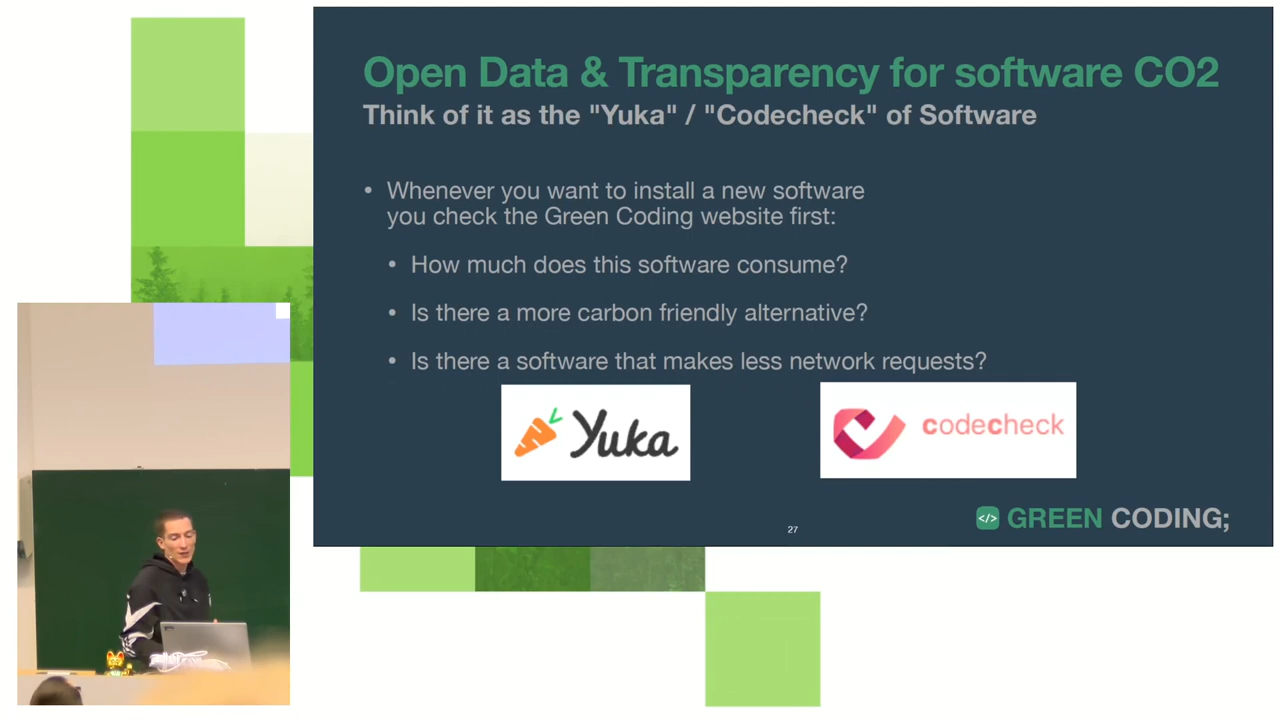 Open Data & Transparency for software CO2
Think of it as the "Yuka" / "Codecheck" of Software
• Whenever you want to install a new software
you check the Green Coding website first:
• How much does this software consume?
• Is there a more carbon friendly alternative?
• Is there a software that makes less network requests?
Yuka
codecheck
</> GREEN CODING;
27